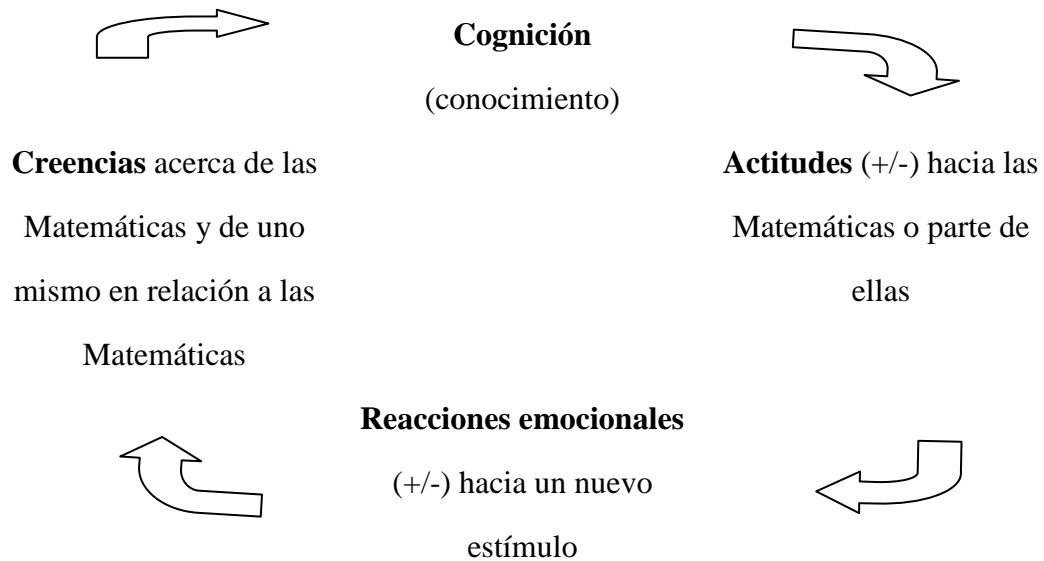 Cognición
(conocimiento)
Creencias acerca de las
Matemáticas y de uno
mismo en relación a las
Matemáticas
Actitudes (+/-) hacia las
Matemáticas o parte de
ellas
Reacciones emocionales
(+/-) hacia un nuevo
estímulo